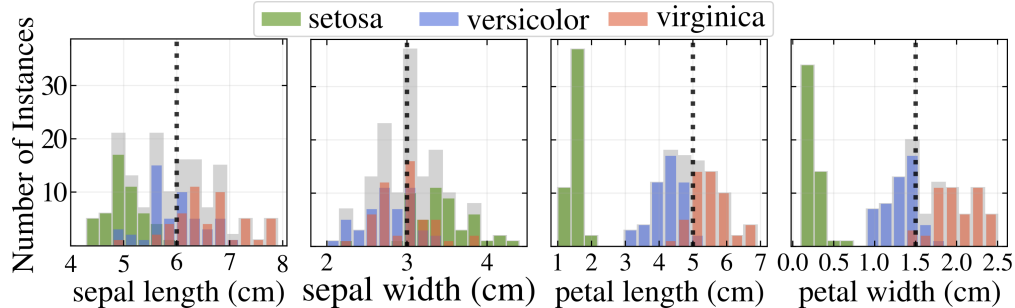 setosa versicolor virginica
Number of Instances
30
20
10
4 5 6 7 8
sepal length (cm)
2 3 4
sepal width (cm)
1 2 3 4 5 6 7
petal length (cm)
0.0 0.5 1.0 1.5 2.0 2.5
petal width (cm)